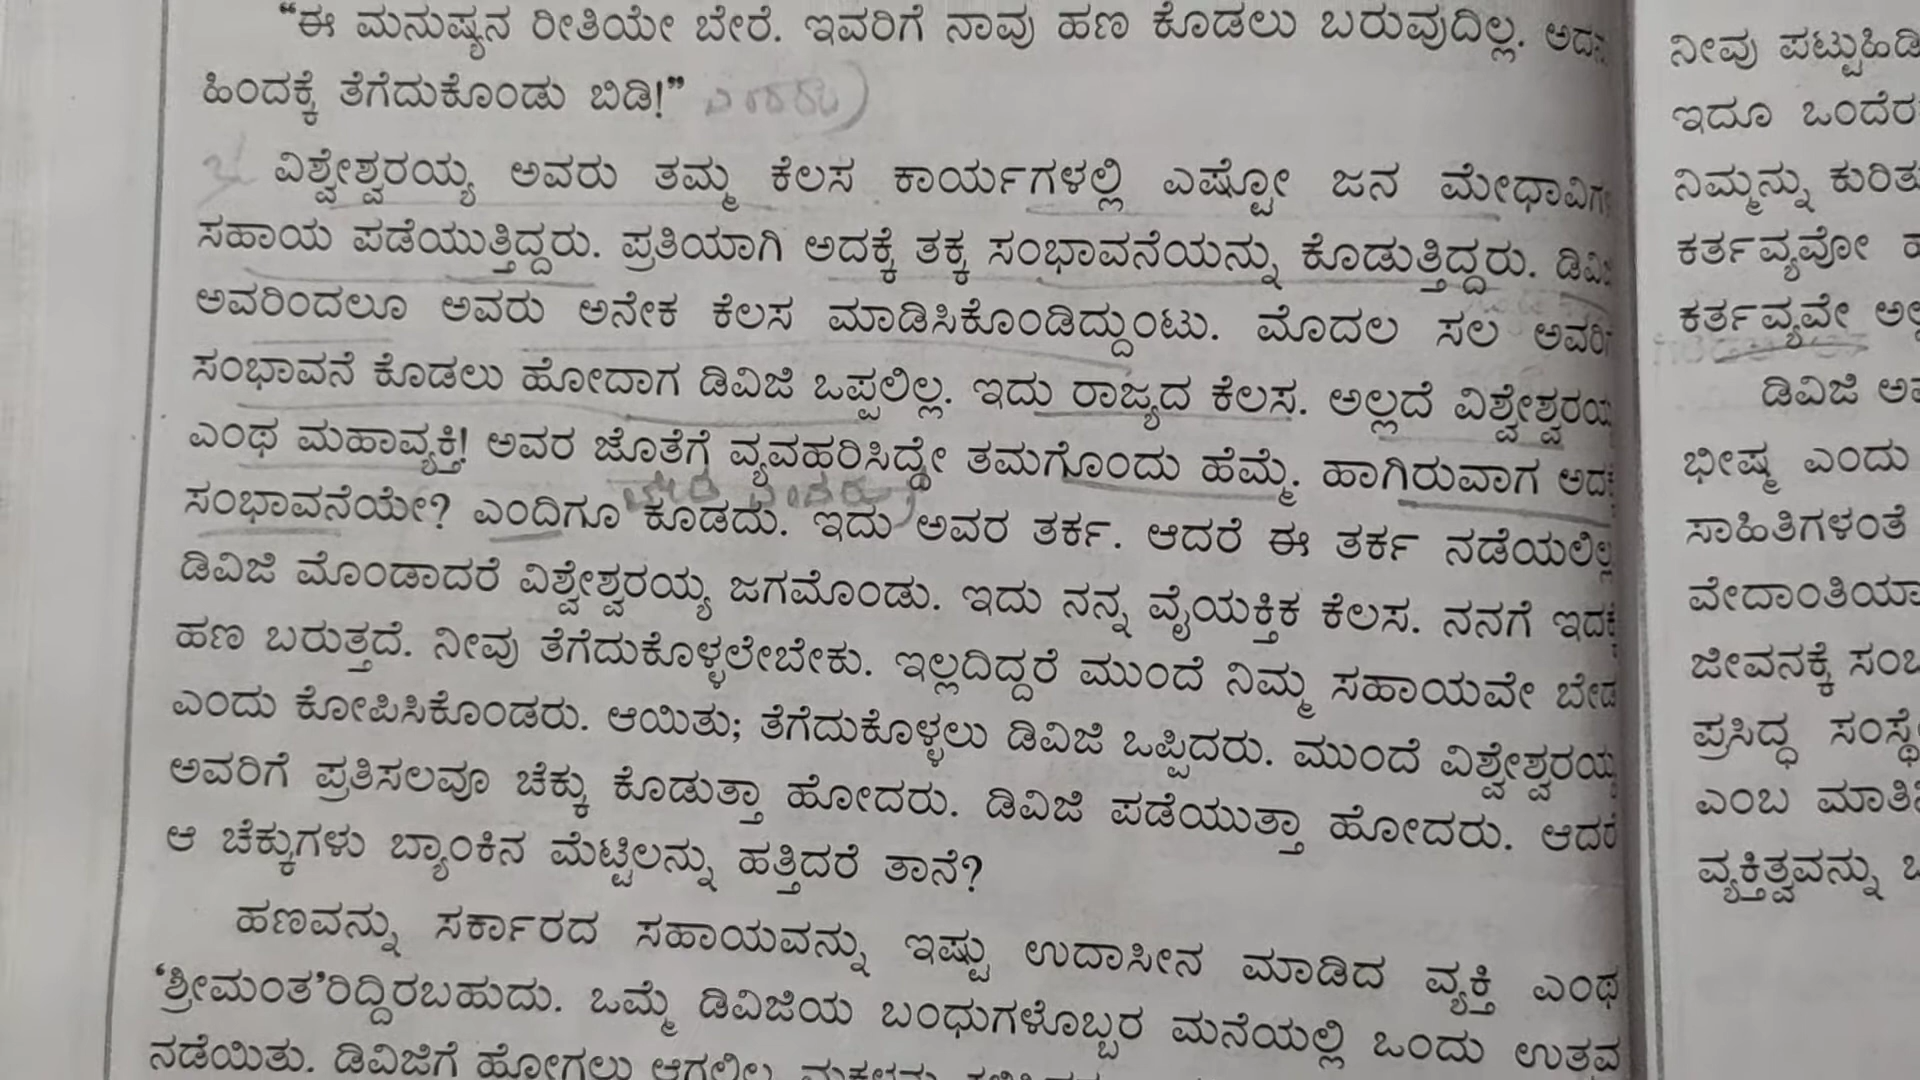 “ಈ ಮನುಷ್ಯನ ರೀತಿಯೇ ಬೇರೆ. ಇವರಿಗೆ ನಾವು ಹಣ ಕೊಡಲು ಬರುವುದಿಲ್ಲ.
ಹಿಂದಕ್ಕೆ ತೆಗೆದುಕೊಂಡು ಬಿಡಿ!”
ವಿಶ್ವೇಶ್ವರಯ್ಯ ಅವರು ತಮ್ಮ ಕೆಲಸ ಕಾರ್ಯಗಳಲ್ಲಿ ಎಷ್ಟೋ ಜನ
ಸಹಾಯ ಪಡೆಯುತ್ತಿದ್ದರು. ಪ್ರತಿಯಾಗಿ ಅದಕ್ಕೆ ತಕ್ಕ ಸಂಭಾವನೆಯನ್ನು ಕೊಡುತ್ತಿದ್ದರು.
ಅವರಿಂದಲೂ ಅವರು ಅನೇಕ ಕೆಲಸ ಮಾಡಿಸಿಕೊಂಡಿದ್ದುಂಟು. ಮೊದಲ ಸಲ
ಸಂಭಾವನೆ ಕೊಡಲು ಹೋದಾಗ ಡಿವಿಜಿ ಒಪ್ಪಲಿಲ್ಲ. ಇದು ರಾಜ್ಯದ ಕೆಲಸ. ಅಲ್ಲದೆ
ಎಂಥ ಮಹಾವ್ಯಕ್ತಿ! ಅವರ ಜೊತೆಗೆ ವ್ಯವಹರಿಸಿದ್ದೇ ತಮಗೊಂದು ಹೆಮ್ಮೆ. ಹಾಗಿರುವಾಗ
ಸಂಭಾವನೆಯೇ? ಎಂದಿಗೂ ಕೂಡದು. ಇದು ಅವರ ತರ್ಕ. ಆದರೆ ಈ ತರ್ಕ ನಡೆಯಲಿಲ್ಲ
ಡಿವಿಜಿ ಮೊಂಡಾದರೆ ವಿಶ್ವೇಶ್ವರಯ್ಯ ಜಗಮೊಂಡು. ಇದು ನನ್ನ ವೈಯಕ್ತಿಕ ಕೆಲಸ. ನನಗೆ
ಹಣ ಬರುತ್ತದೆ. ನೀವು ತೆಗೆದುಕೊಳ್ಳಲೇಬೇಕು. ಇಲ್ಲದಿದ್ದರೆ ಮುಂದೆ ನಿಮ್ಮ ಸಹಾಯವೇ ಬೇಡ
ಎಂದು ಕೋಪಿಸಿಕೊಂಡರು. ಆಯಿತು; ತೆಗೆದುಕೊಳ್ಳಲು ಡಿವಿಜಿ ಒಪ್ಪಿದರು. ಮುಂದೆ ವಿಶ್ವೇಶ್ವರಯ್ಯ
ಅವರಿಗೆ ಪ್ರತಿಸಲವೂ ಚೆಕ್ಕು ಕೊಡುತ್ತಾ ಹೋದರು. ಡಿವಿಜಿ ಪಡೆಯುತ್ತಾ ಹೋದರು. ಆದರೆ
ಆ ಚೆಕ್ಕುಗಳು ಬ್ಯಾಂಕಿನ ಮೆಟ್ಟಿಲನ್ನು ಹತ್ತಿದರೆ ತಾನೆ?
ಹಣವನ್ನು ಸರ್ಕಾರದ ಸಹಾಯವನ್ನು ಇಷ್ಟು ಉದಾಸೀನ ಮಾಡಿದ ವ್ಯಕ್ತಿ ಎಂಥ
‘ಶ್ರೀಮಂತ’ರಿದ್ದಿರಬಹುದು. ಒಮ್ಮೆ ಡಿವಿಜಿಯ ಬಂಧುಗಳೊಬ್ಬರ ಮನೆಯಲ್ಲಿ ಒಂದು ಉತ್ಸವ
ನಡೆಯಿತು. ಡಿವಿಜಿಗೆ ಹೋಗಲು ಆಗಲಿಲ್ಲ
ನೀವು
ಇದೂ
ನಿಮ್ಮನ್ನು
ಕರ್ತವ್ಯವೋ
ಕರ್ತವ್ಯವೇ
ಡಿವಿಜಿ
ಭೀಷ್ಮ ಎಂದು
ಸಾಹಿತಿಗಳಂತೆ
ಜೀವನಕ್ಕೆ
ಪ್ರಸಿದ್ಧ
ಎಂಬ
ವ್ಯಕ್ತಿತ್ವವನ್ನು